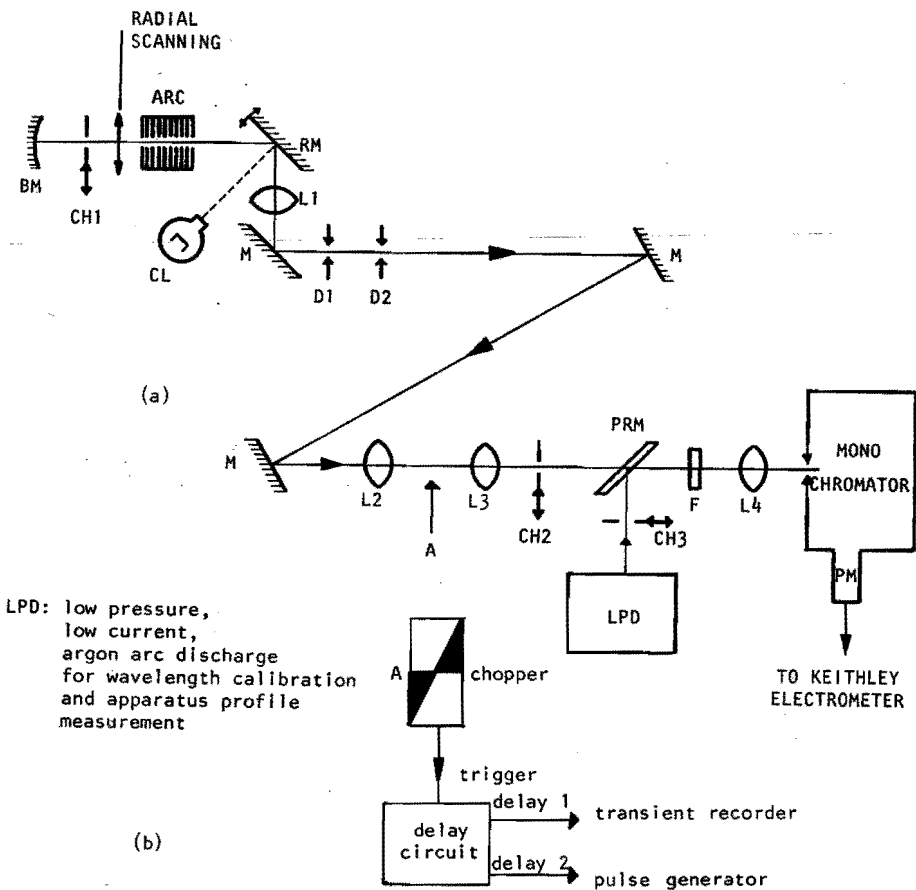 RADIAL
SCANNING
ARC
BM
CH1
RM
L1
CL
M
D1
D2
M
(a)
M
L2
A
L3
CH2
PRM
CH3
F
L4
MONO
CHROMATOR
PM
LPD
TO KEITHLEY
ELECTROMETER
LPD: low pressure,
low current,
argon arc discharge
for wavelength calibration
and apparatus profile
measurement
A
chopper
trigger
delay
circuit
delay 1
transient recorder
delay 2
pulse generator
(b)